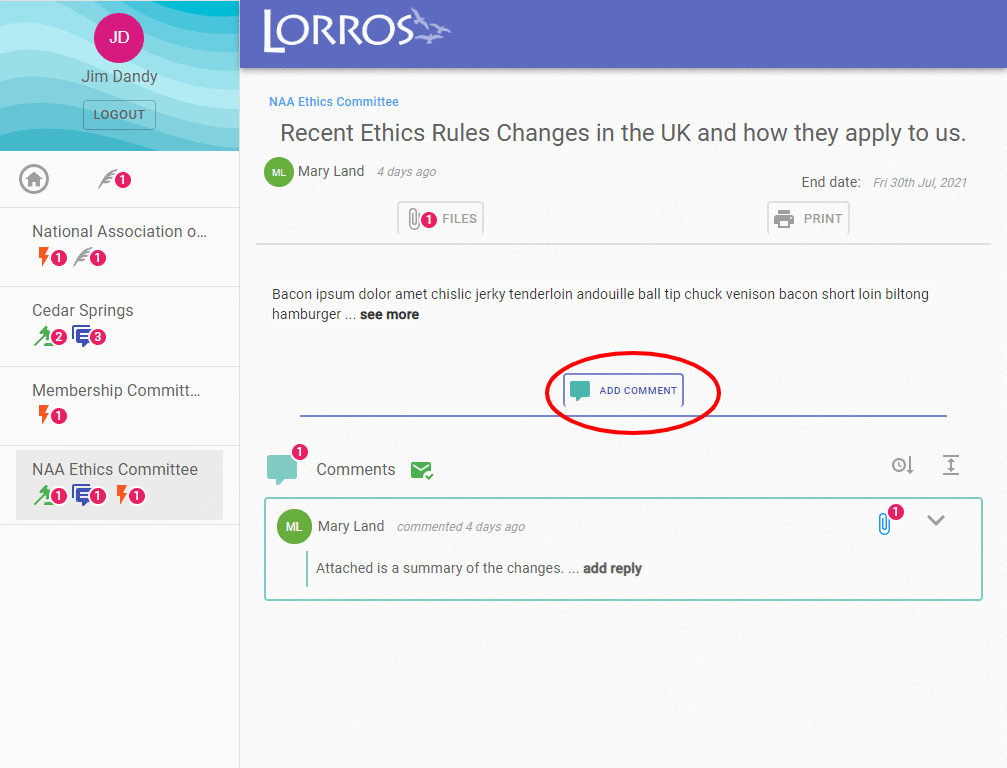 JD
Jim Dandy
LOGOUT
1
National Association o...
1 1
Cedar Springs
2 3
Membership Committ...
1
NAA Ethics Committee
1 1 1
LORROS
NAA Ethics Committee
Recent Ethics Rules Changes in the UK and how they apply to us.
ML Mary Land 4 days ago
End date: Fri 30th Jul, 2021
1 FILES PRINT
Bacon ipsum dolor amet chislic jerky tenderloin andouille ball tip chuck venison bacon short loin biltong
hamburger ... see more
ADD COMMENT
1 Comments
ML Mary Land commented 4 days ago 1
Attached is a summary of the changes. ... add reply